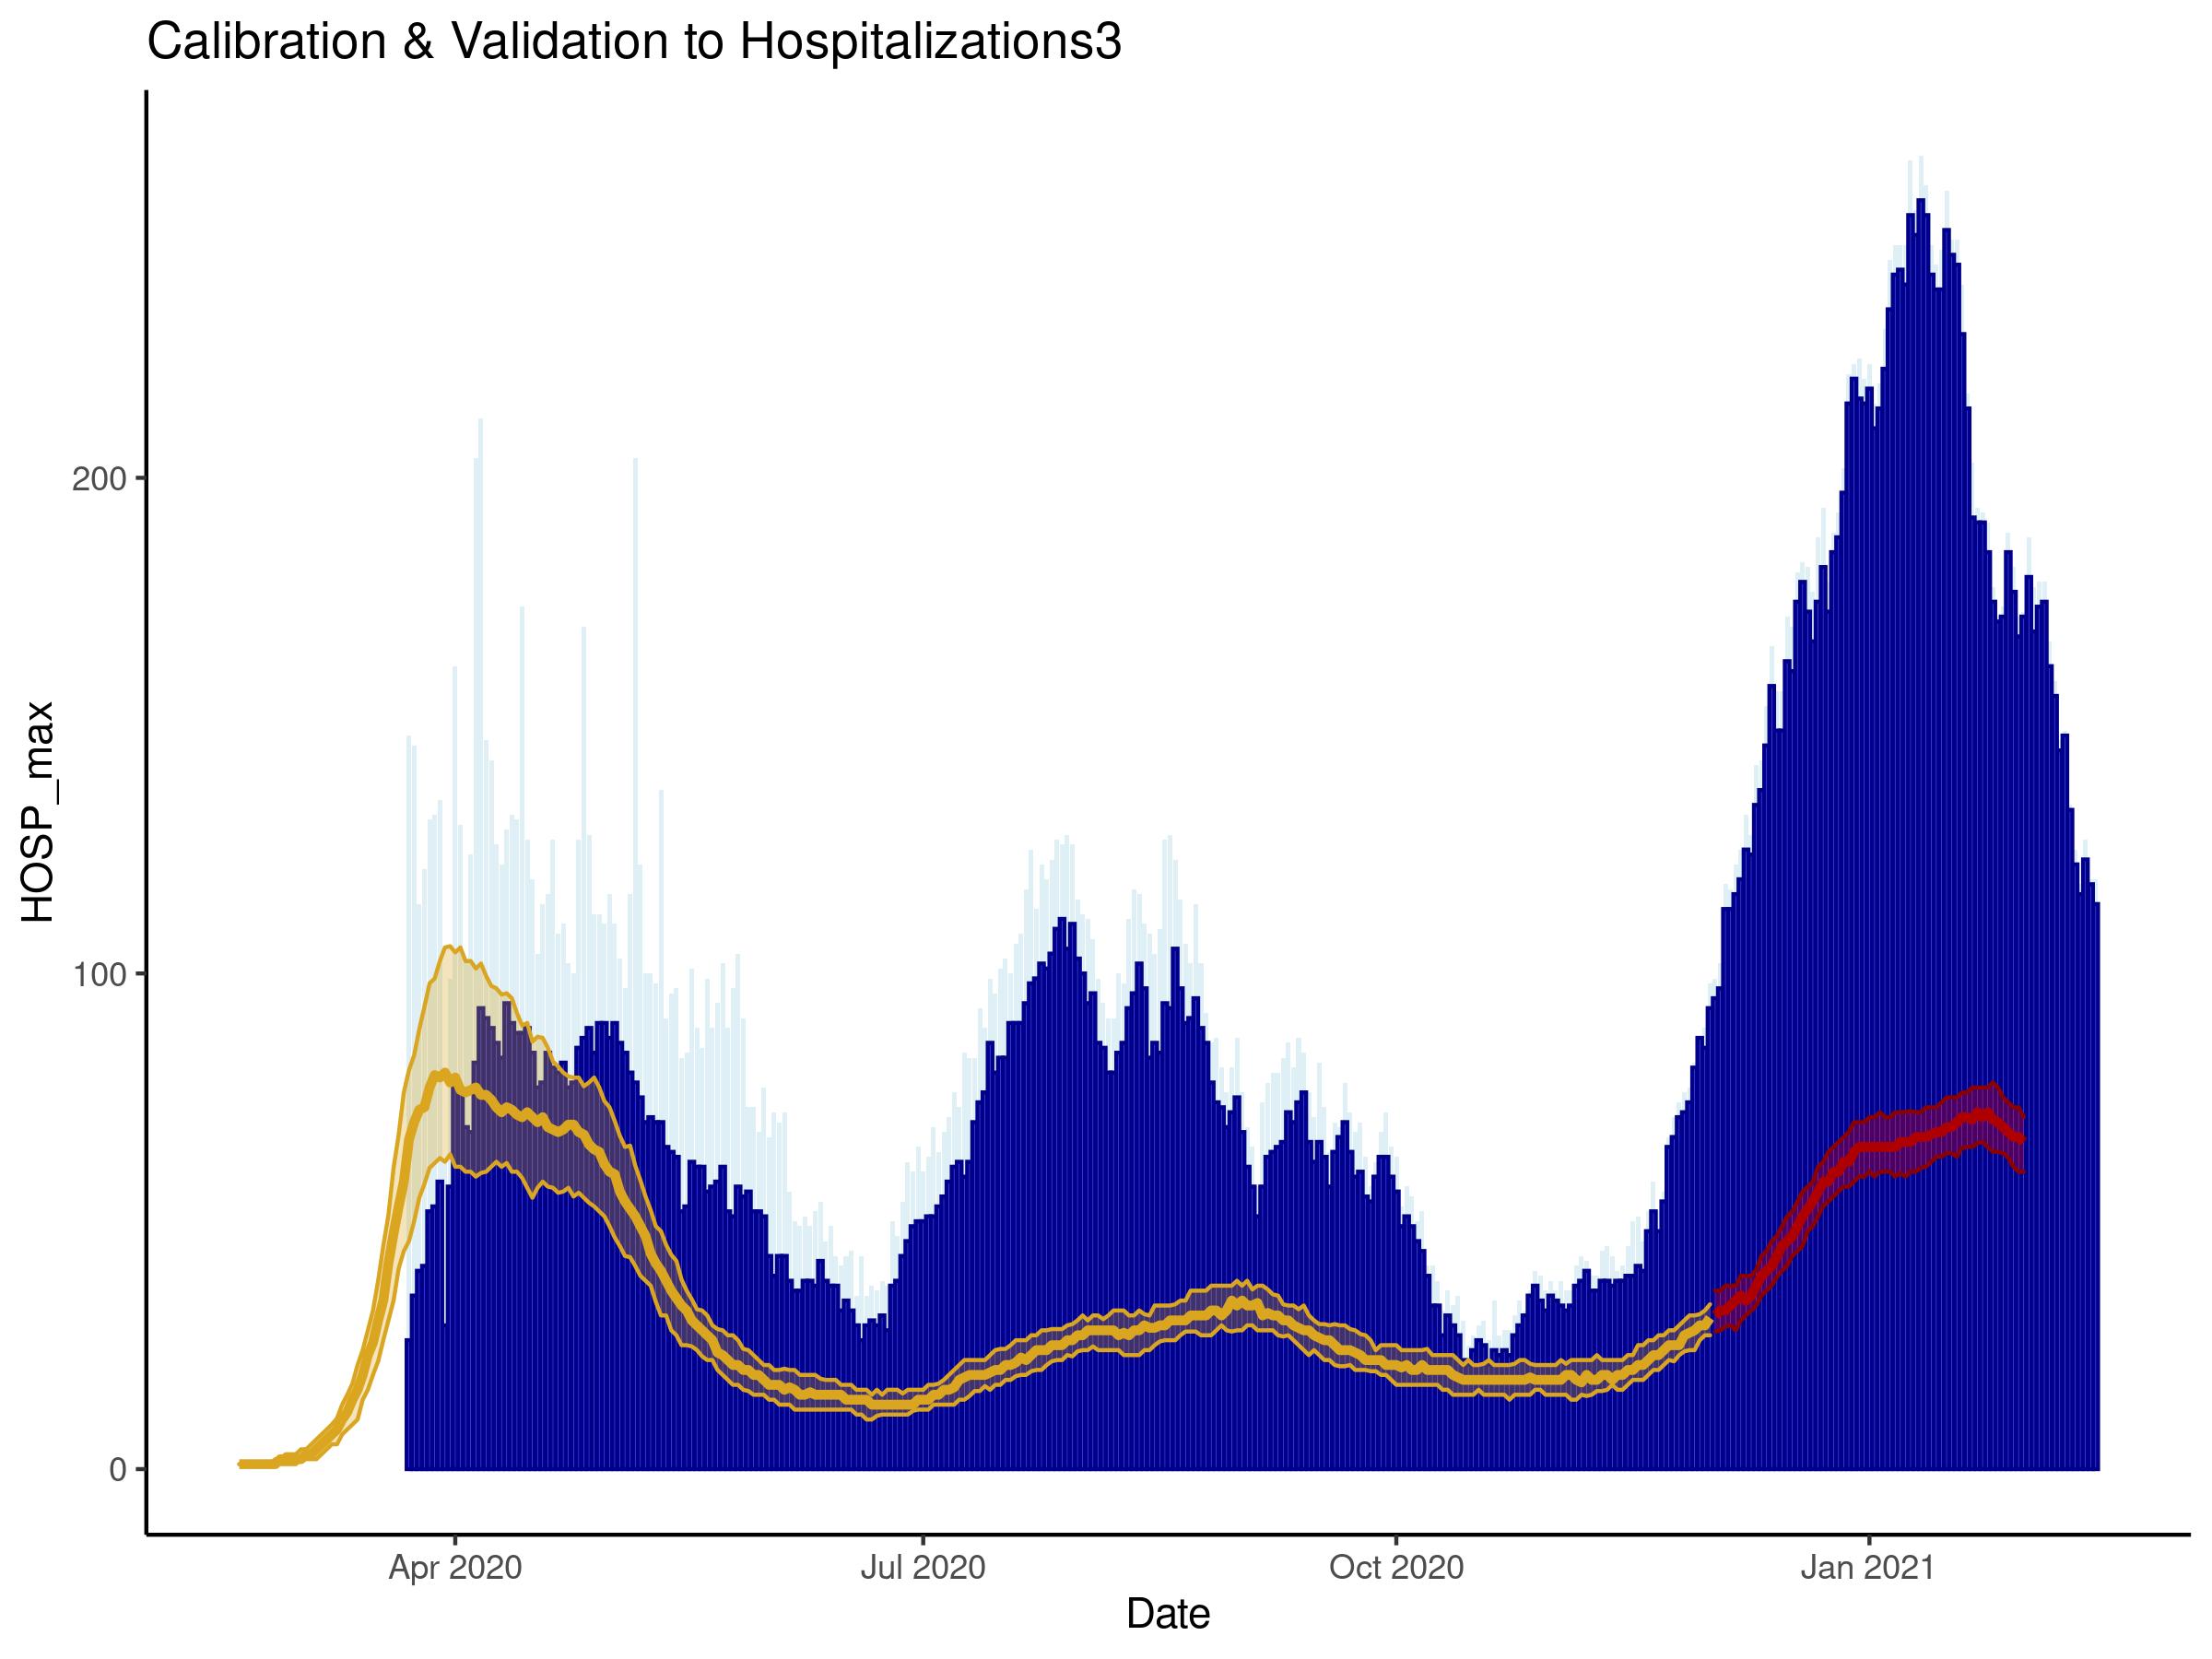 Calibration & Validation to Hospitalizations3
HOSP_max
200
100
0
Apr 2020
Jul 2020
Oct 2020
Jan 2021
Date